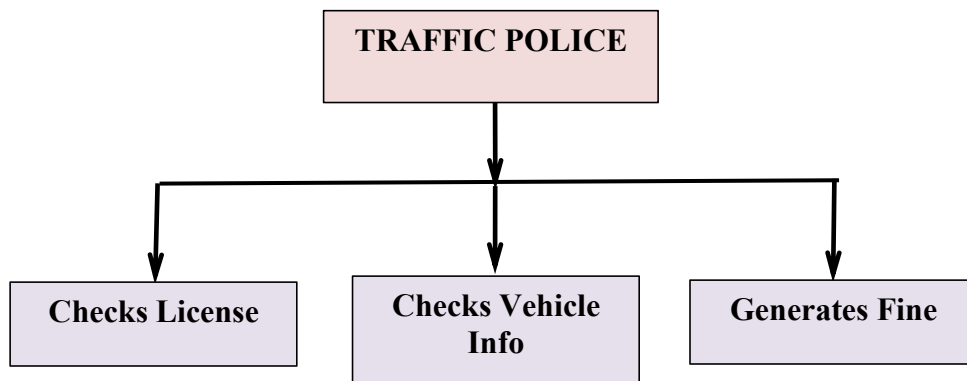 TRAFFIC POLICE
Checks License
Checks Vehicle
Info
Generates Fine